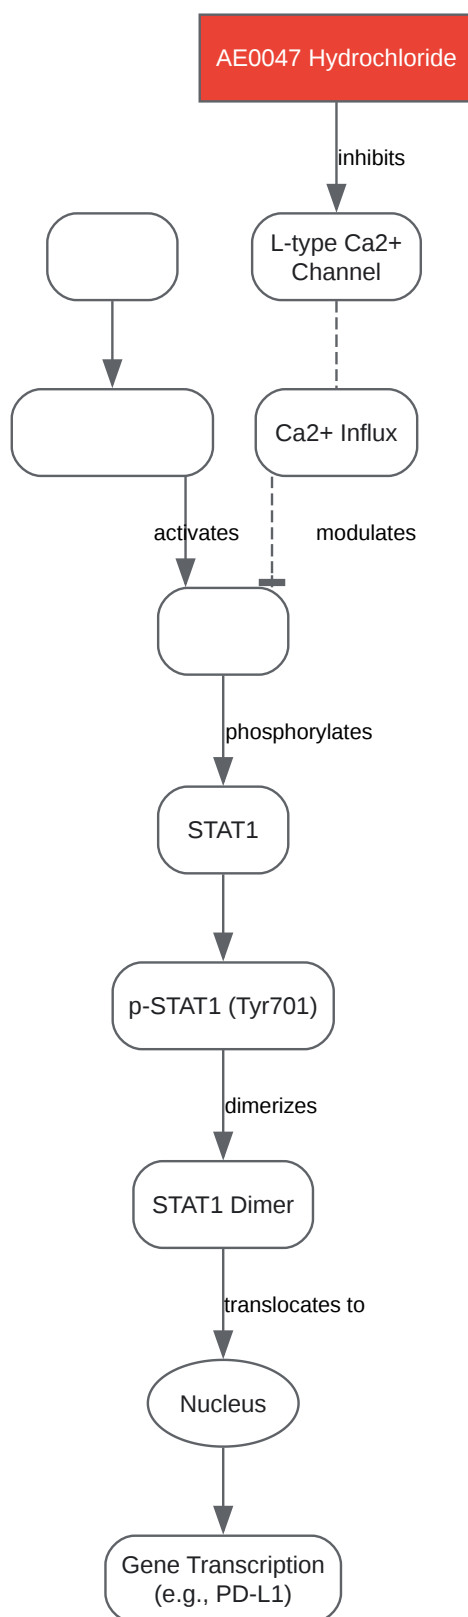 AE0047 Hydrochloride
inhibits
L-type Ca2+
Channel
Ca2+ Influx
activates
modulates
phosphorylates
STAT1
p-STAT1 (Tyr701)
dimerizes
STAT1 Dimer
translocates to
Nucleus
Gene Transcription
(e.g., PD-L1)